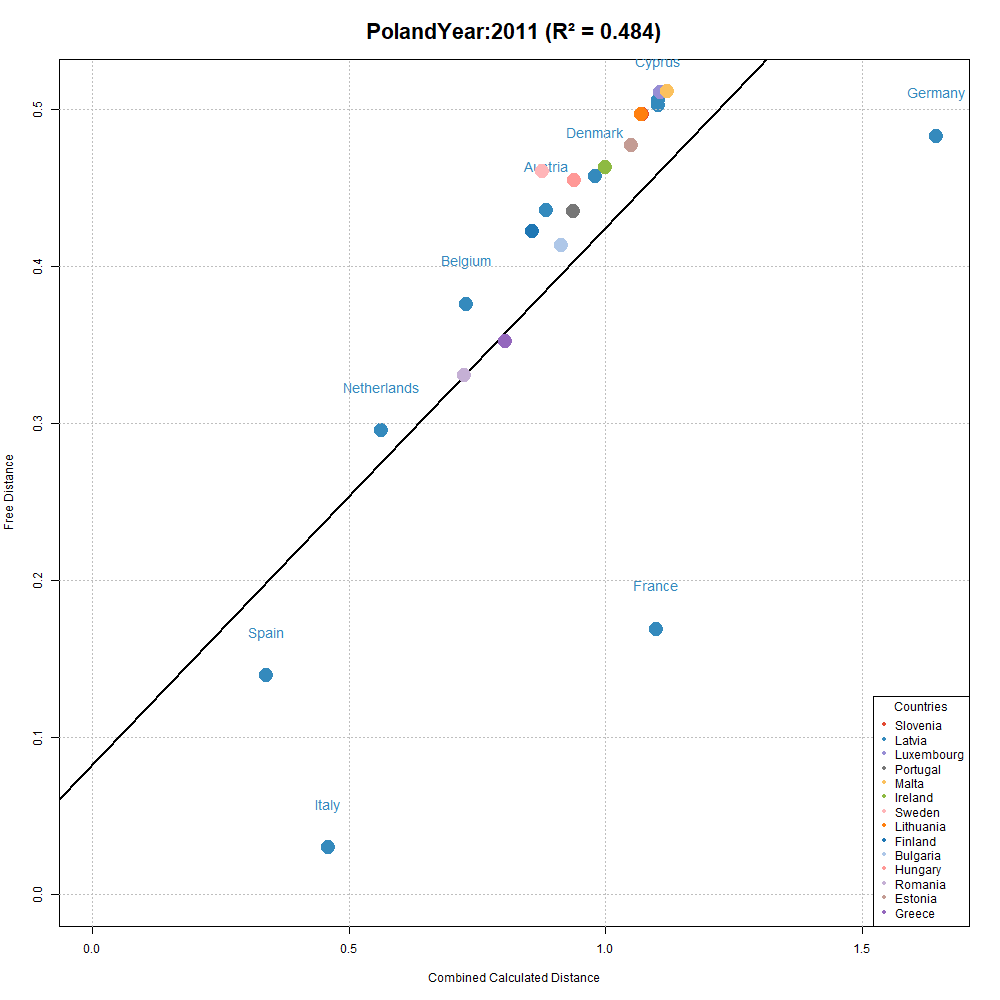 PolandYear:2011 (R² = 0.484)
Cyprus
Germany
Denmark
Austria
Belgium
Netherlands
France
Spain
Italy
Free Distance
0.5
0.4
0.3
0.2
0.1
0.0
0.0
0.5
1.0
1.5
Combined Calculated Distance
Countries
Slovenia
Latvia
Luxembourg
Portugal
Malta
Ireland
Sweden
Lithuania
Finland
Bulgaria
Hungary
Romania
Estonia
Greece